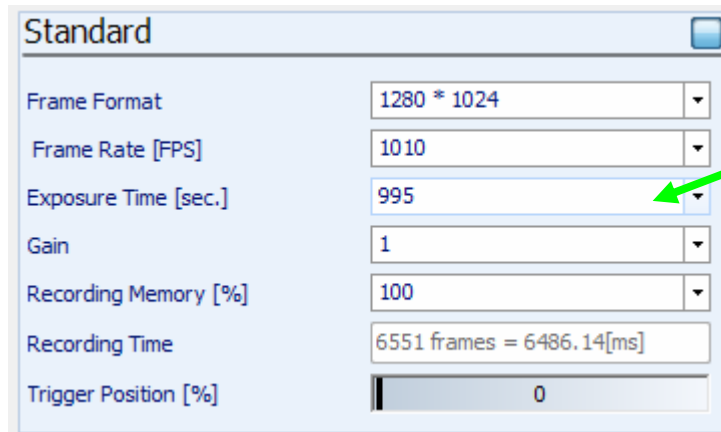 Standard
Frame Format 1280 * 1024
Frame Rate [FPS] 1010
Exposure Time [sec.] 995
Gain 1
Recording Memory [%] 100
Recording Time 6551 frames = 6486.14[ms]
Trigger Position [%] 0